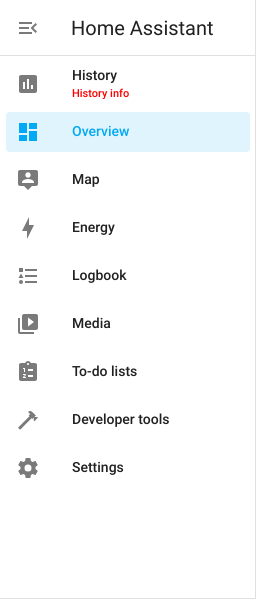 Home Assistant
History
History info
Overview
Map
Energy
Logbook
Media
To-do lists
Developer tools
Settings